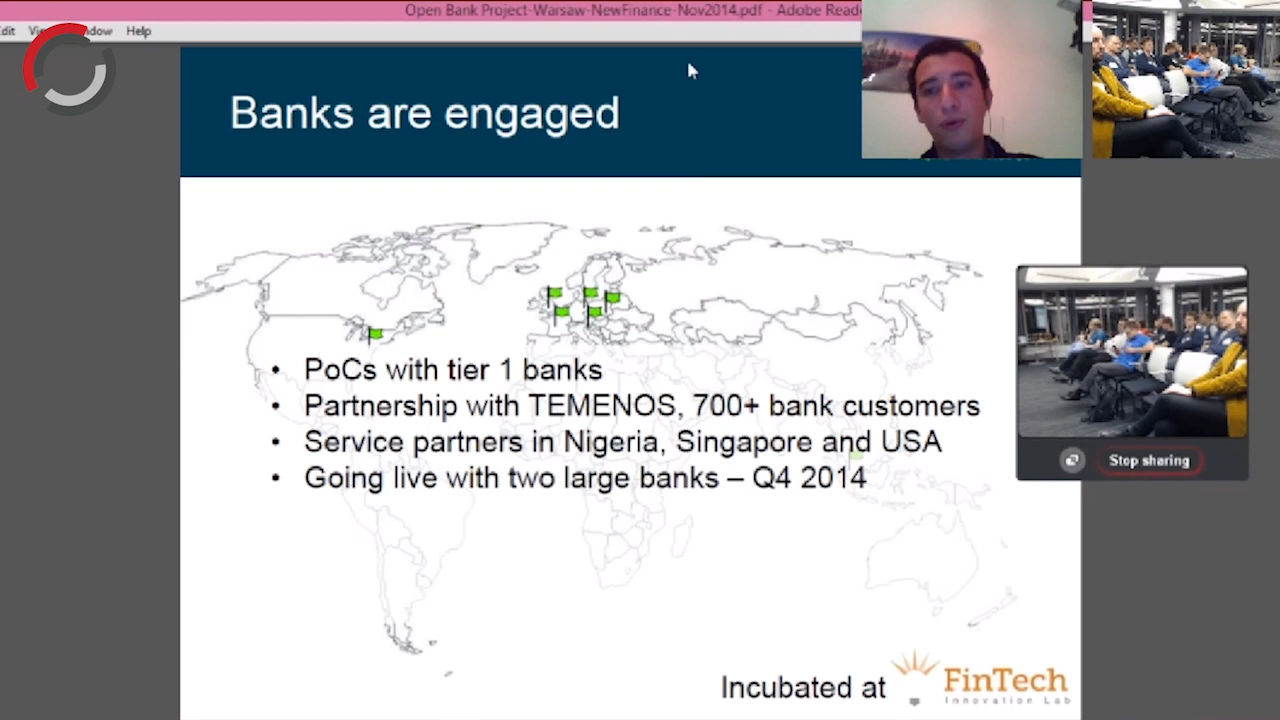 Open Bank Project-Warsaw-NewFinance-Nov2014.pdf - Adobe Reade
Help
Banks are engaged
• PoCs with tier 1 banks
• Partnership with TEMENOS, 700+ bank customers
• Service partners in Nigeria, Singapore and USA
• Going live with two large banks – Q4 2014
Stop sharing
Incubated at
FinTech
Innovation Lab